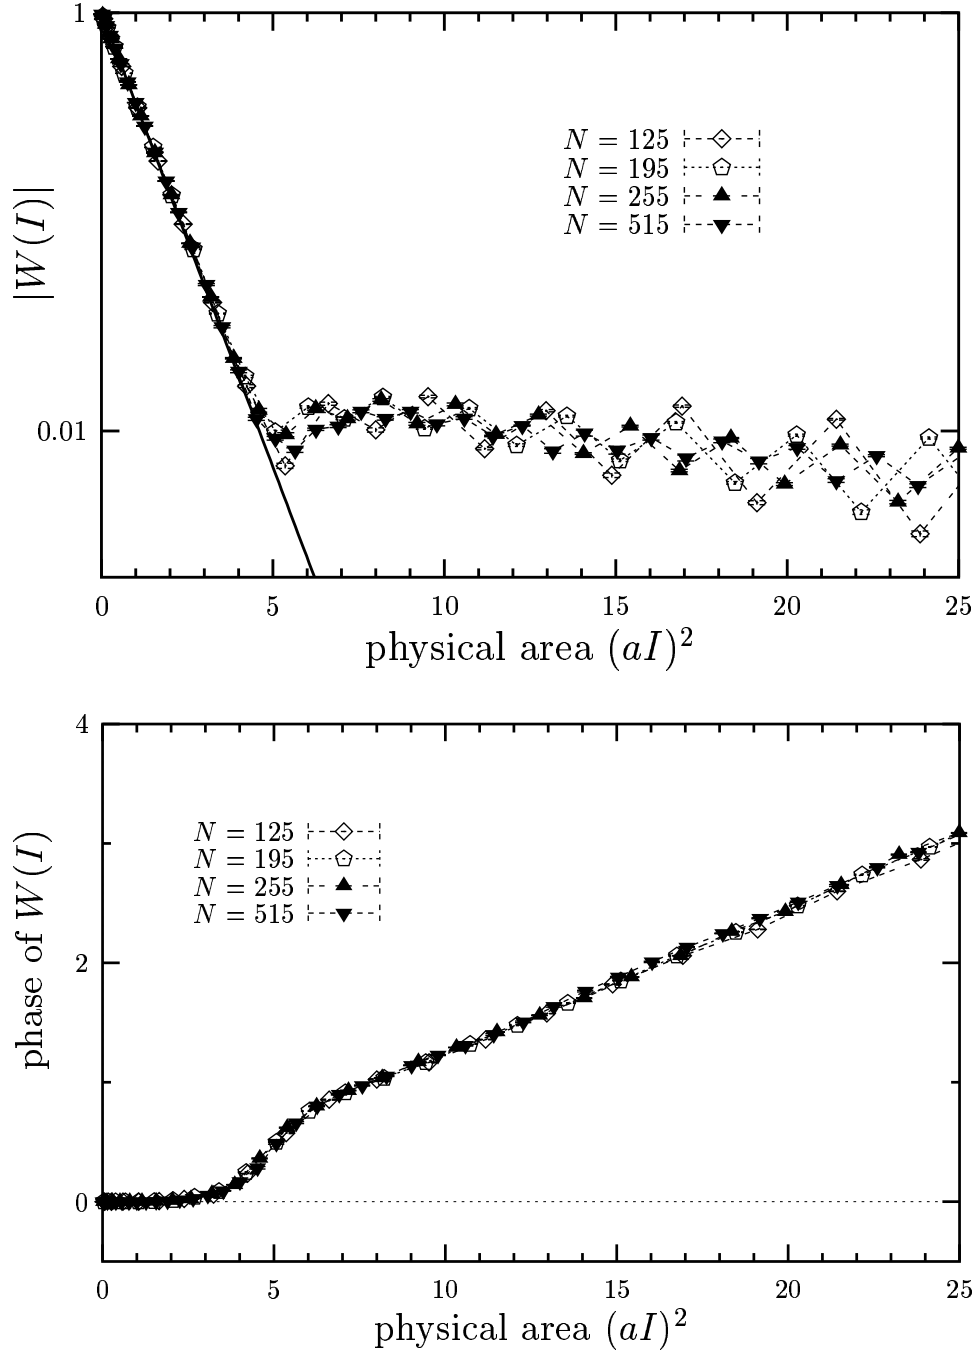 1
0.01
|W(I)|
N = 125
N = 195
N = 255
N = 515
0 5 10 15 20 25
physical area (aI)²
4
2
0
phase of W(I)
N = 125
N = 195
N = 255
N = 515
0 5 10 15 20 25
physical area (aI)²